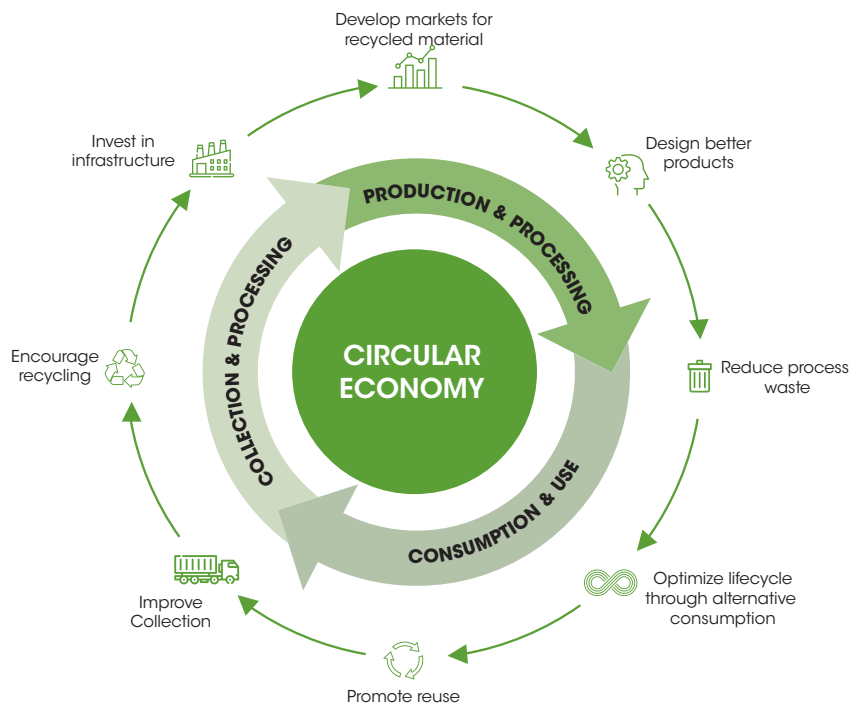 Develop markets for
recycled material
Design better
products
Reduce process
waste
Optimize lifecycle
through alternative
consumption
Promote reuse
Improve
Collection
Encourage
recycling
Invest in
infrastructure
PRODUCTION & PROCESSING
CONSUMPTION & USE
COLLECTION & PROCESSING
CIRCULAR
ECONOMY